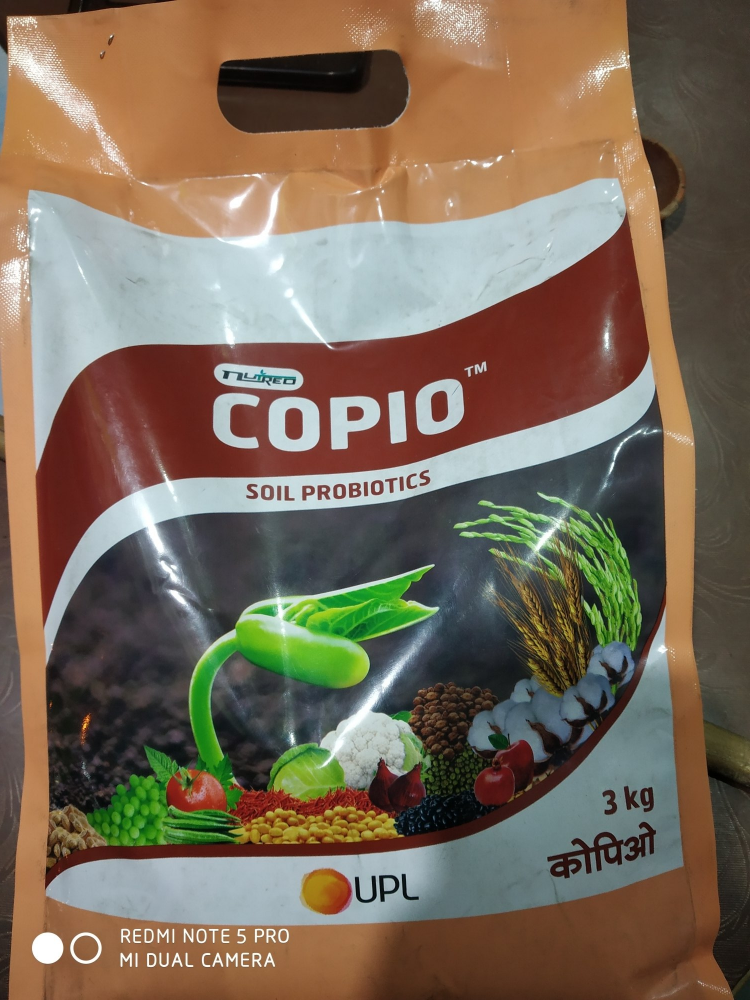 NUTREO
COPIO™
SOIL PROBIOTICS
3 kg
कोपिओ
UPL
REDMI NOTE 5 PRO
MI DUAL CAMERA